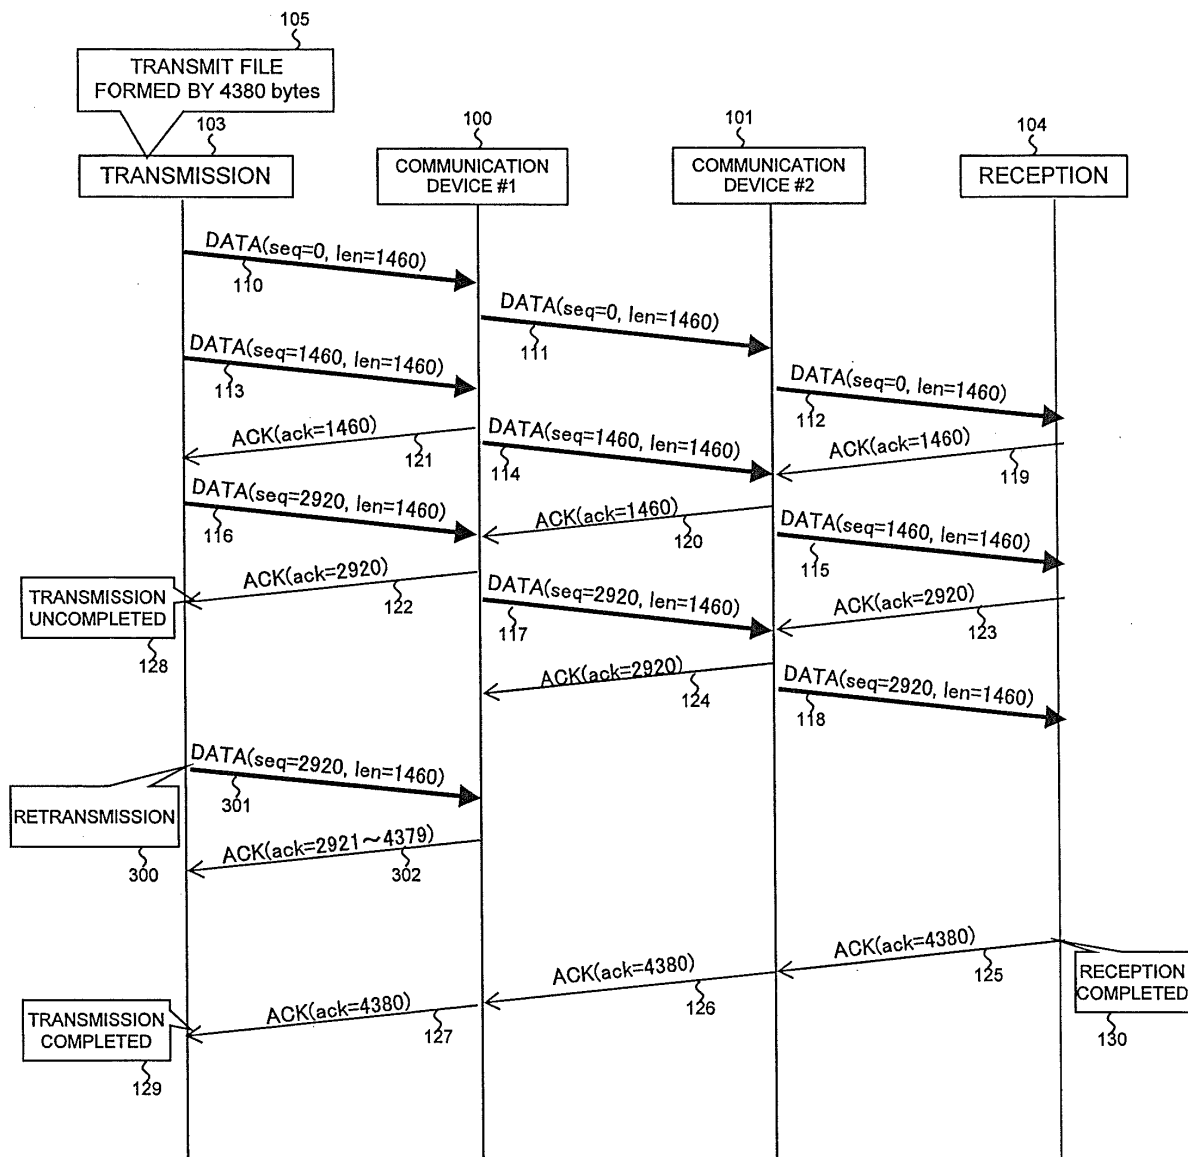 105
TRANSMIT FILE
FORMED BY 4380 bytes
103
100
101
104
TRANSMISSION
COMMUNICATION
DEVICE #1
COMMUNICATION
DEVICE #2
RECEPTION
DATA(seq=0, len=1460)
110
DATA(seq=0, len=1460)
111
DATA(seq=1460, len=1460)
113
DATA(seq=0, len=1460)
112
ACK(ack=1460)
121
DATA(seq=1460, len=1460)
114
ACK(ack=1460)
119
DATA(seq=2920, len=1460)
116
ACK(ack=1460)
120
DATA(seq=1460, len=1460)
115
ACK(ack=2920)
122
TRANSMISSION
UNCOMPLETED
128
DATA(seq=2920, len=1460)
117
ACK(ack=2920)
123
ACK(ack=2920)
124
DATA(seq=2920, len=1460)
118
DATA(seq=2920, len=1460)
301
RETRANSMISSION
300
ACK(ack=2921～4379)
302
ACK(ack=4380)
125
RECEPTION
COMPLETED
130
ACK(ack=4380)
126
ACK(ack=4380)
127
TRANSMISSION
COMPLETED
129